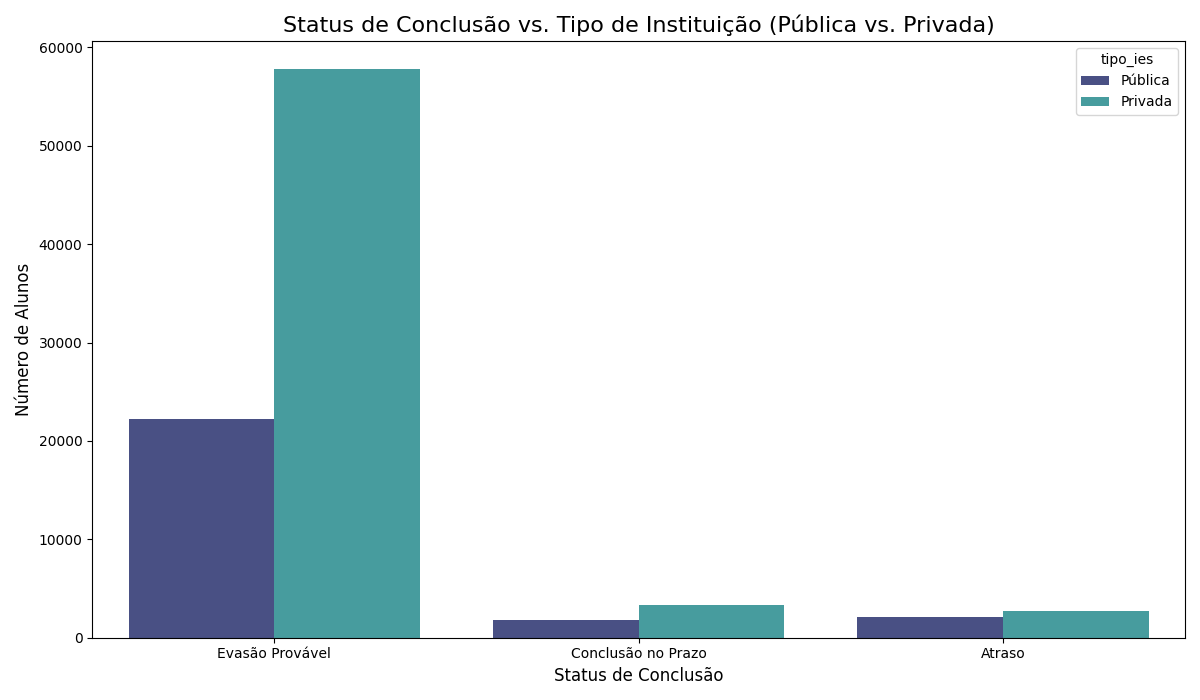 Status de Conclusão vs. Tipo de Instituição (Pública vs. Privada)
60000
50000
40000
30000
20000
10000
0
Número de Alunos
tipo_ies
Pública
Privada
Evasão Provável
Conclusão no Prazo
Atraso
Status de Conclusão